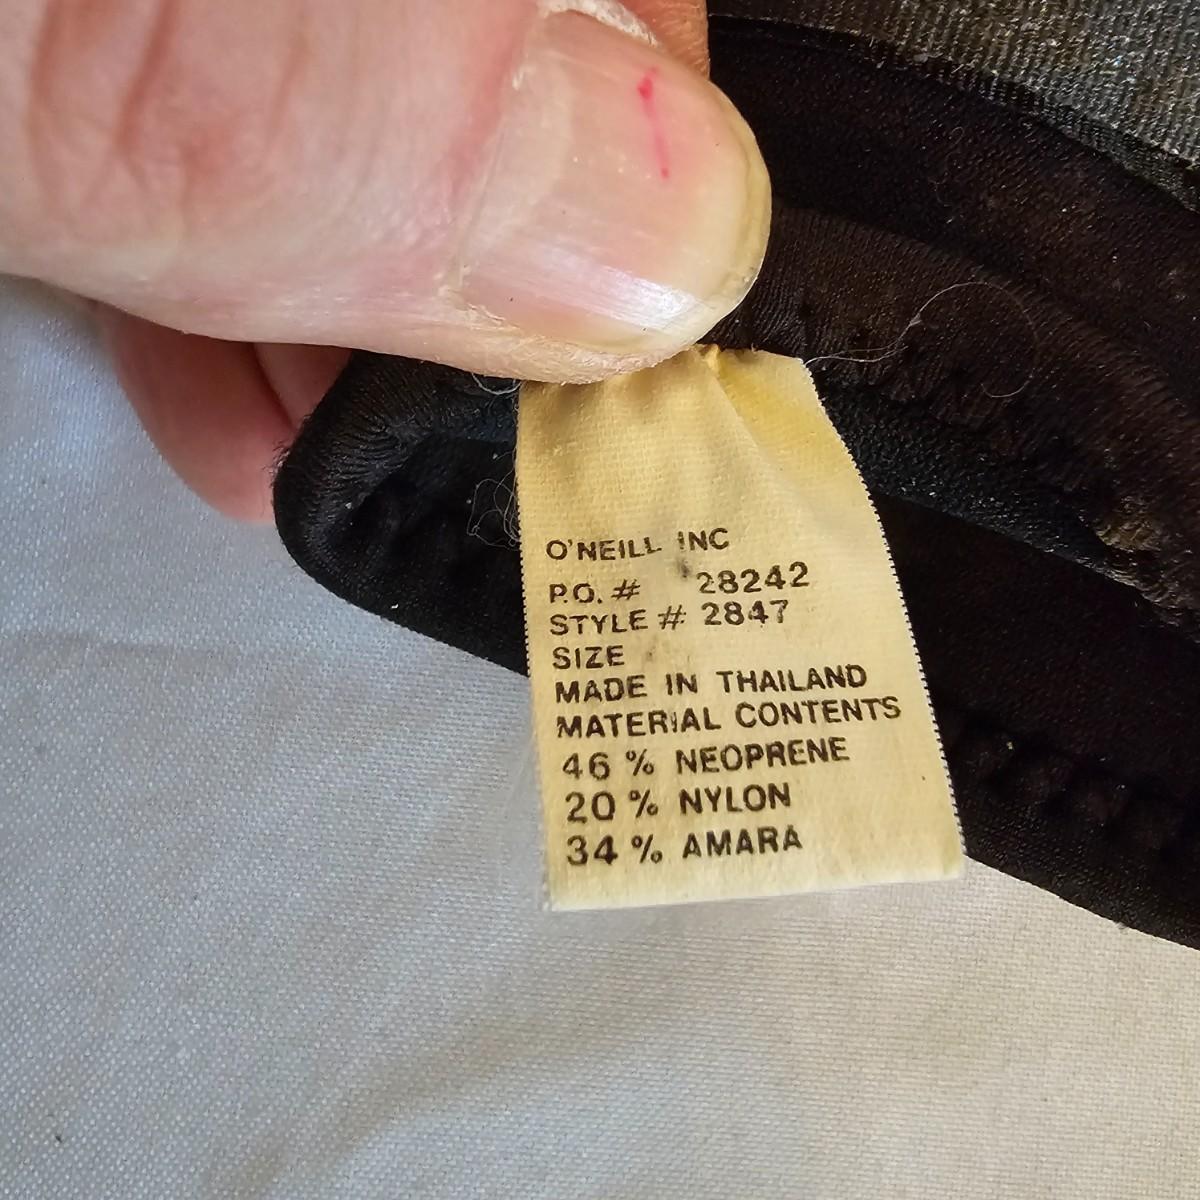 O'NEILL INC
P.O. # 28242
STYLE # 2847
SIZE
MADE IN THAILAND
MATERIAL CONTENTS
46 % NEOPRENE
20 % NYLON
34 % AMARA